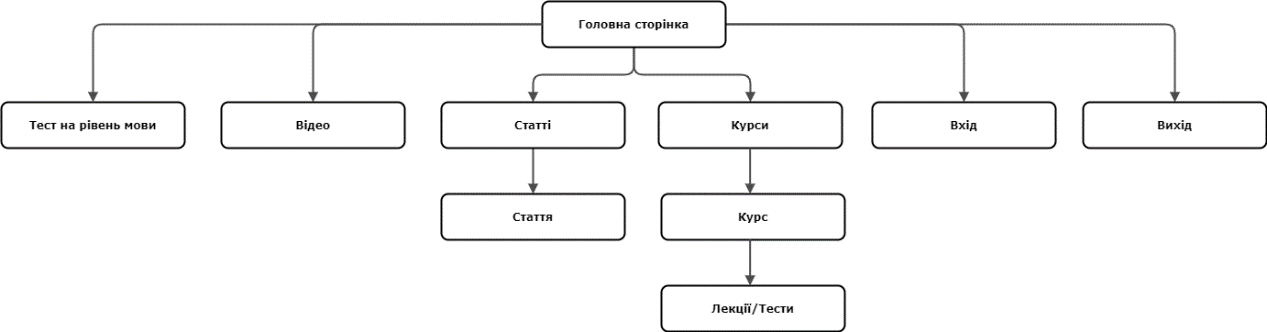 Головна сторінка
Тест на рівень мови
Відео
Статті
Курси
Вхід
Вихід
Стаття
Курс
Лекції/Тести